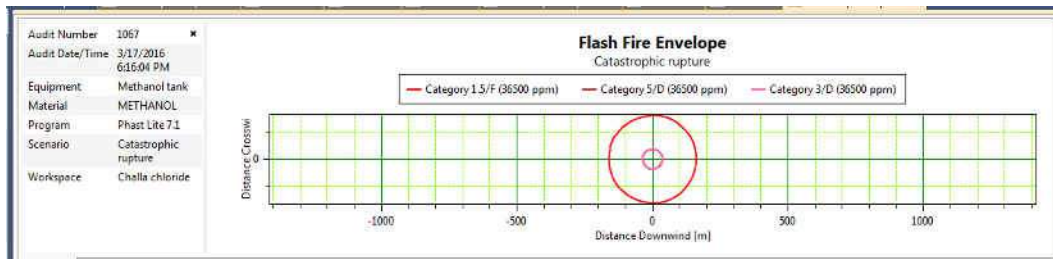 Audit Number 1067
Audit Date/Time 3/17/2016
6:16:04 PM
Equipment Methanol tank
Material METHANOL
Program Phast Lite 7.1
Scenario Catastrophic
rupture
Workspace Challa chloride
Flash Fire Envelope
Catastrophic rupture
Category 1.5/F (36500 ppm) Category 5/D (36500 ppm) Category 3/D (36500 ppm)
Distance Crosswi
0
-1000 -500 0 500 1000
Distance Downwind [m]